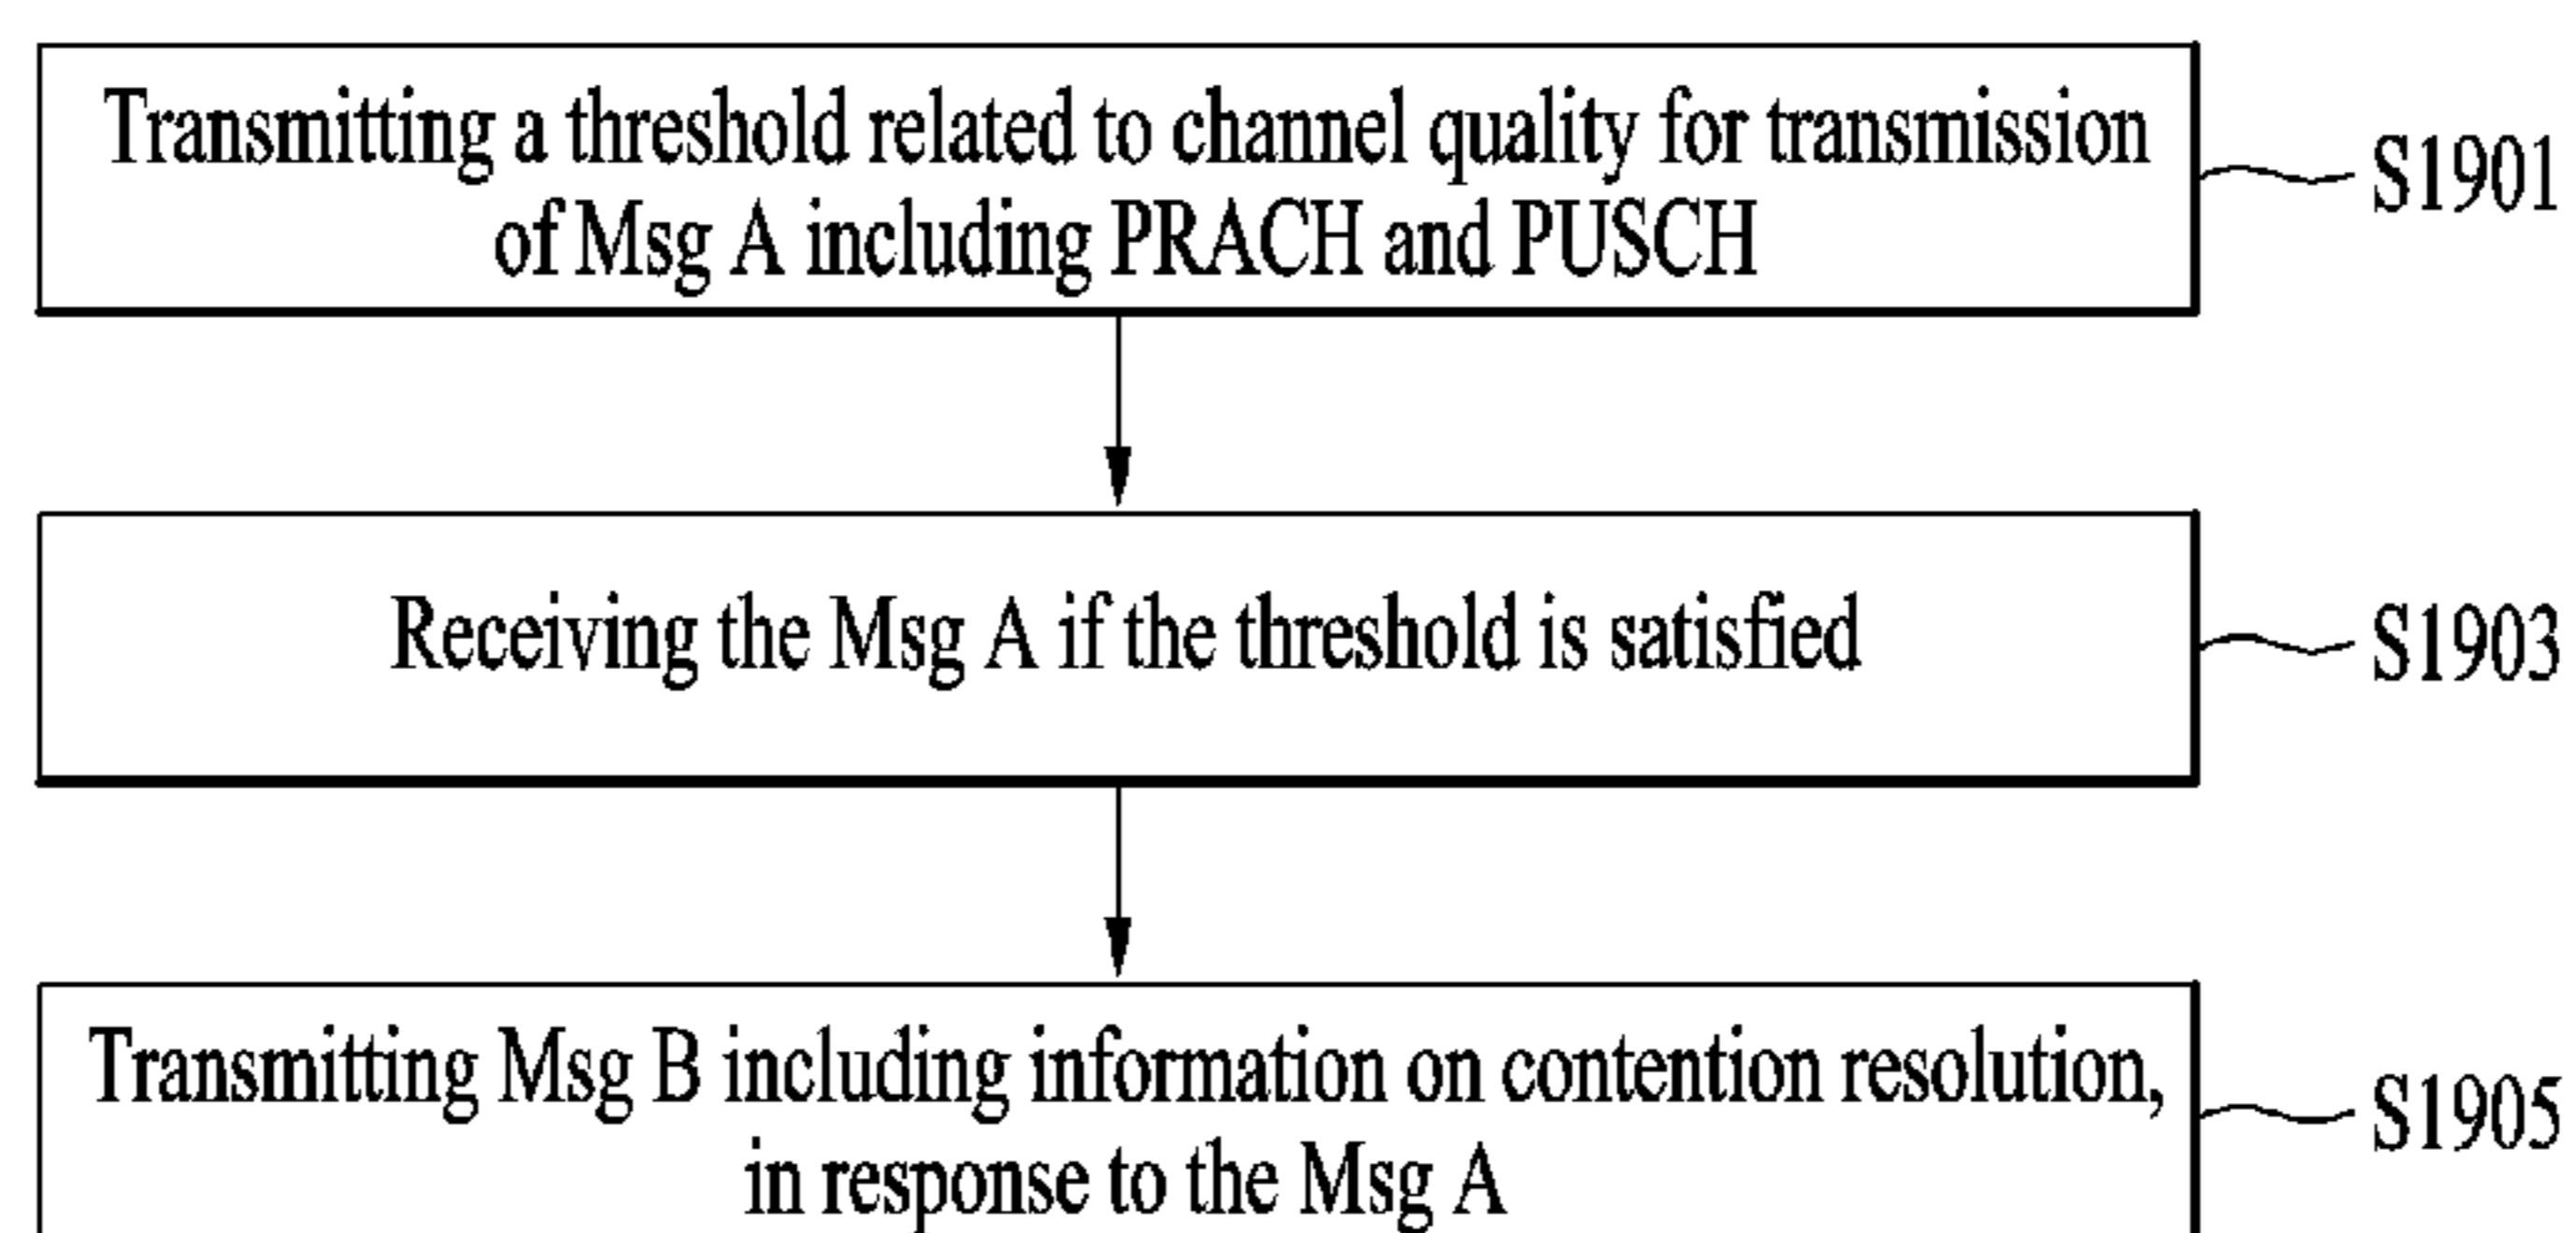 Transmitting a threshold related to channel quality for transmission
of Msg A including PRACH and PUSCH
S1901
Receiving the Msg A if the threshold is satisfied
S1903
Transmitting Msg B including information on contention resolution,
in response to the Msg A
S1905